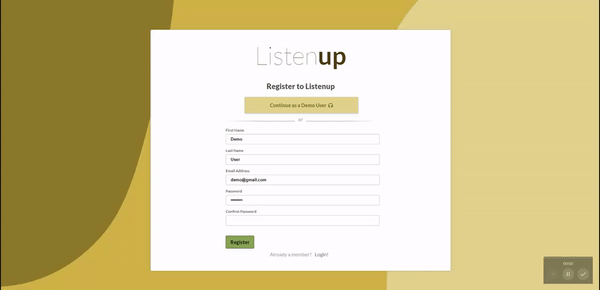 Listenup
Register to Listenup
Continue as a Demo User
or
First Name
Demo
Last Name
User
Email Address
demo@gmail.com
Password
Confirm Password
Register
Already a member? Login!